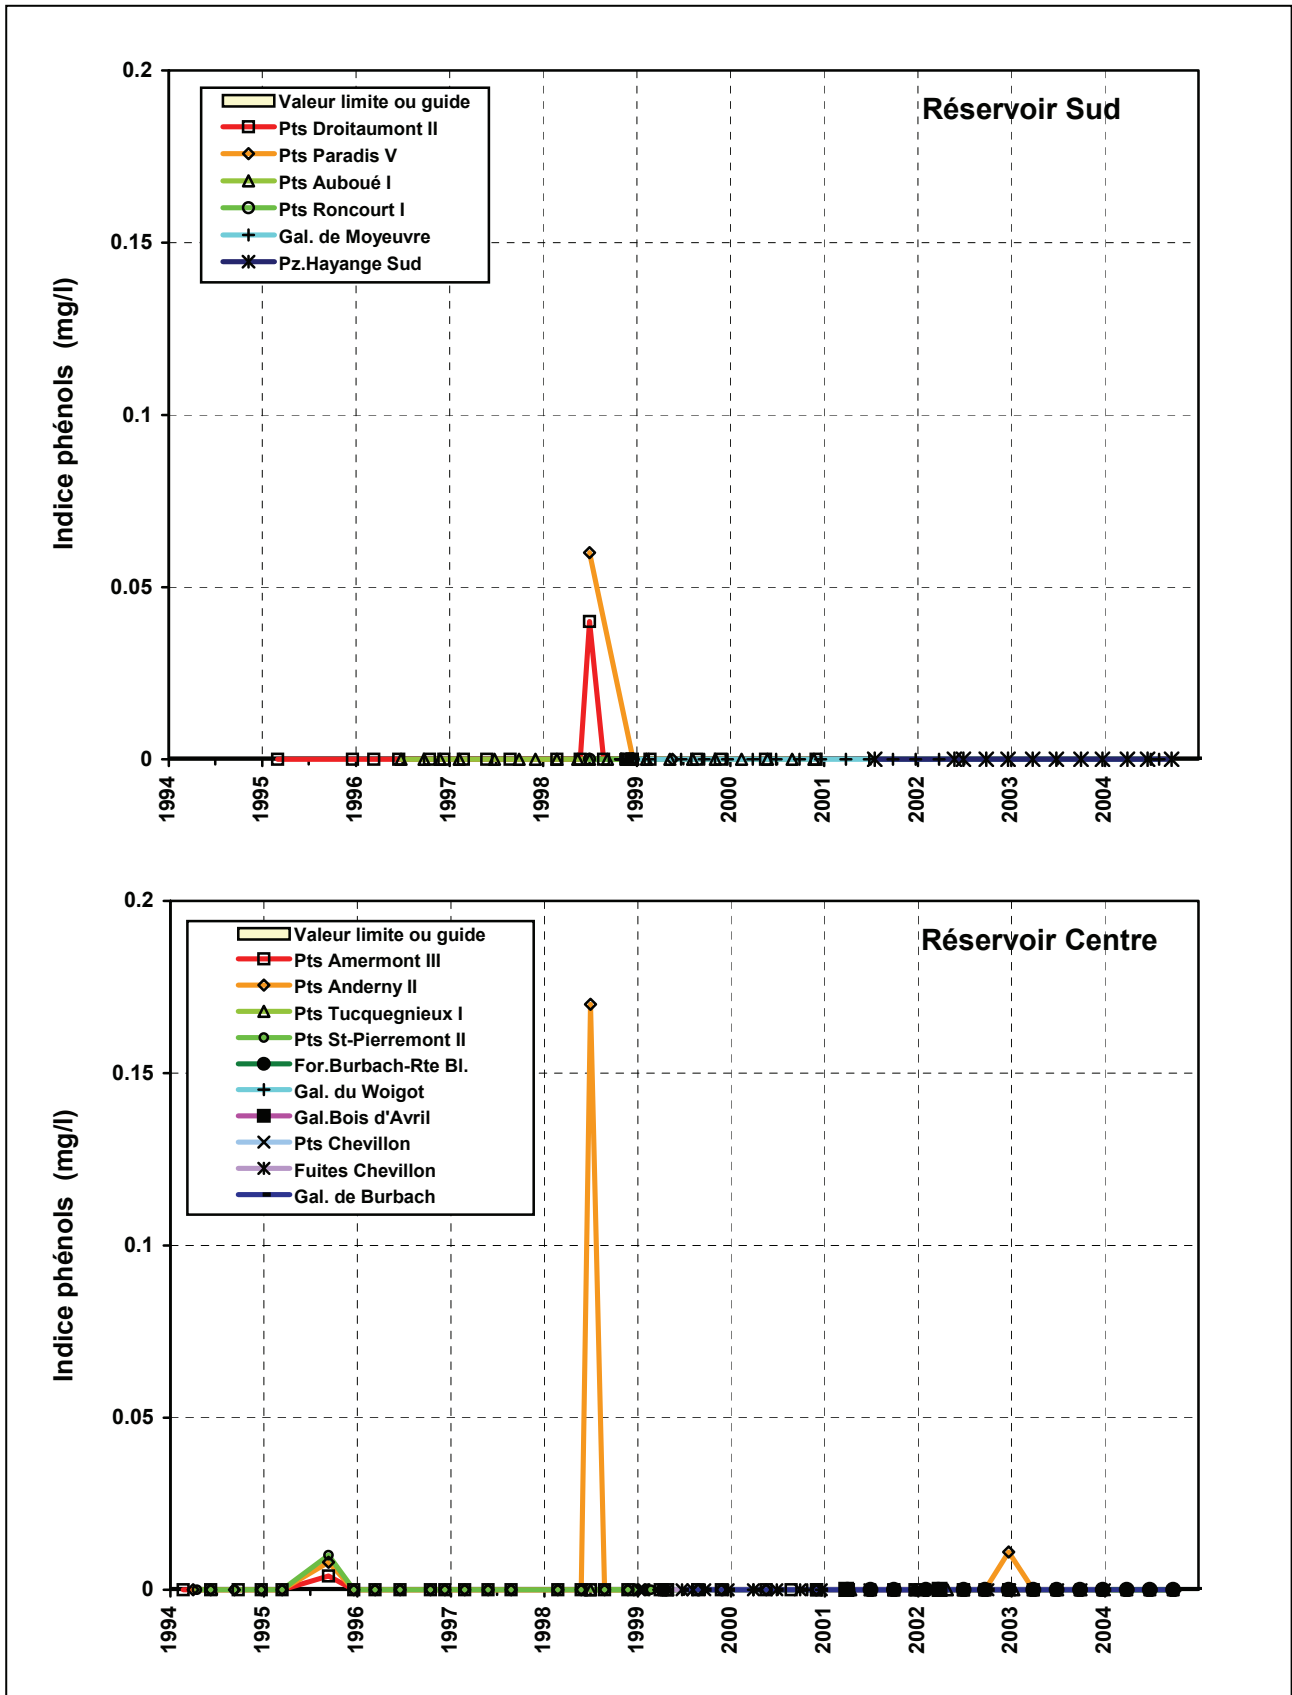 Réservoir Sud
Indice phénols (mg/l)
0.2
0.15
0.1
0.05
0
Valeur limite ou guide
Pts Droitaumont II
Pts Paradis V
Pts Auboué I
Pts Roncourt I
Gal. de Moyeuvre
Pz.Hayange Sud
1994
1995
1996
1997
1998
1999
2000
2001
2002
2003
2004
Réservoir Centre
Indice phénols (mg/l)
0.2
0.15
0.1
0.05
0
Valeur limite ou guide
Pts Amermont III
Pts Anderny II
Pts Tucquegnieux I
Pts St-Pierremont II
For.Burbach-Rte Bl.
Gal. du Woigot
Gal.Bois d'Avril
Pts Chevillon
Fuites Chevillon
Gal. de Burbach
1994
1995
1996
1997
1998
1999
2000
2001
2002
2003
2004